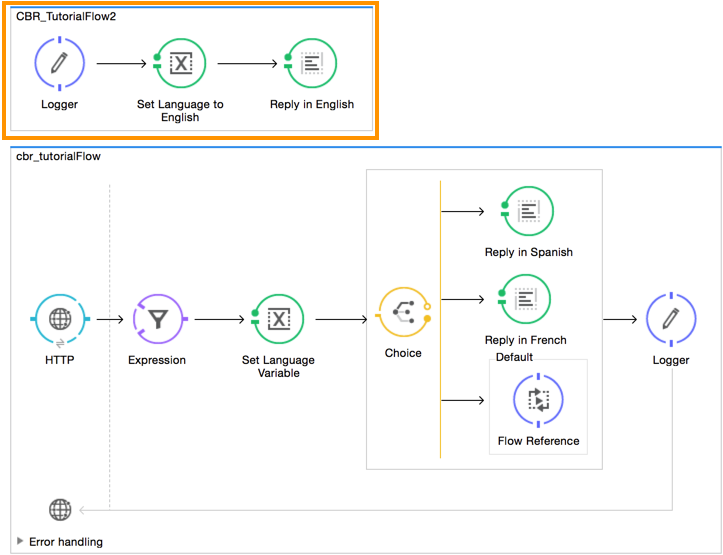 CBR_TutorialFlow2
Logger
Set Language to
English
Reply in English
cbr_tutorialFlow
HTTP
Expression
Set Language
Variable
Choice
Reply in Spanish
Reply in French
Default
Flow Reference
Logger
Error handling